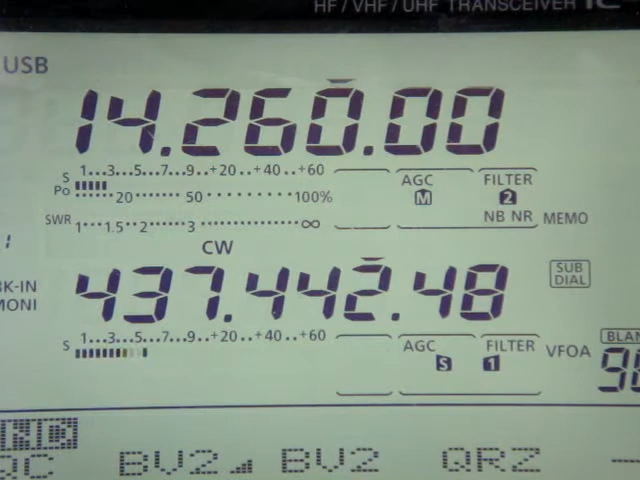 HF / VHF / UHF TRANSCEIVER IC
USB
14.260.00
S 1...3...5...7...9..+20..+40..+60
Po 20 50 100%
AGC FILTER
M 2
NB NR MEMO
SWR 1 1.5 2 3 ∞
CW
BK-IN
MONI
437.442.48
SUB
DIAL
S 1...3...5...7...9..+20..+40..+60
AGC FILTER VFOA
S 1
BLAN
BV2 BV2 QRZ